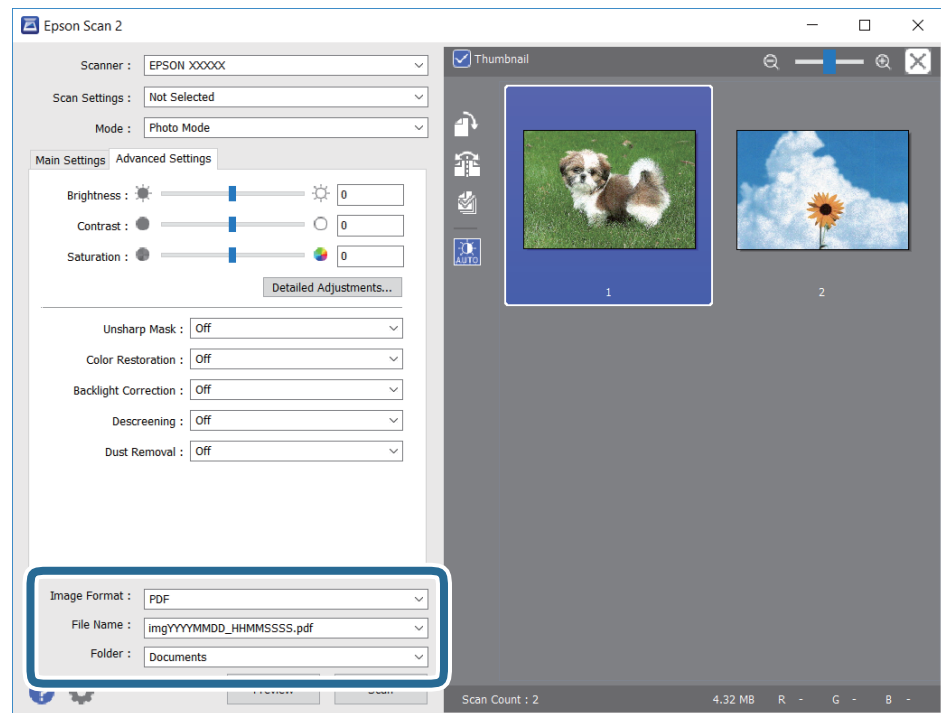 Epson Scan 2
Scanner : EPSON XXXXX
Scan Settings : Not Selected
Mode : Photo Mode
Main Settings Advanced Settings
Brightness : 0
Contrast : 0
Saturation : 0
Detailed Adjustments...
Unsharp Mask : Off
Color Restoration : Off
Backlight Correction : Off
Descreening : Off
Dust Removal : Off
Image Format : PDF
File Name : imgYYYYMMDD_HHMMSSSS.pdf
Folder : Documents
Preview Scan
Thumbnail
AUTO
1 2
Scan Count : 2 4.32 MB R - G - B -